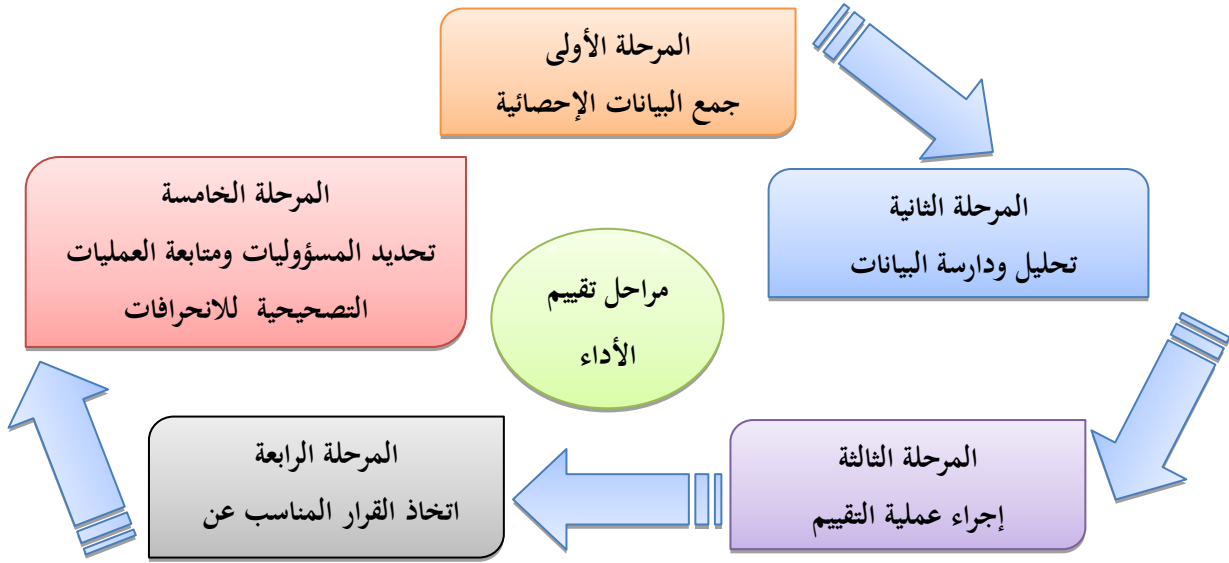 المرحلة الأولى
جمع البيانات الإحصائية
المرحلة الثانية
تحليل ودارسة البيانات
المرحلة الثالثة
إجراء عملية التقييم
المرحلة الرابعة
اتخاذ القرار المناسب عن
المرحلة الخامسة
تحديد المسؤوليات ومتابعة العمليات
التصحيحية للانحرافات
مراحل تقييم
الأداء